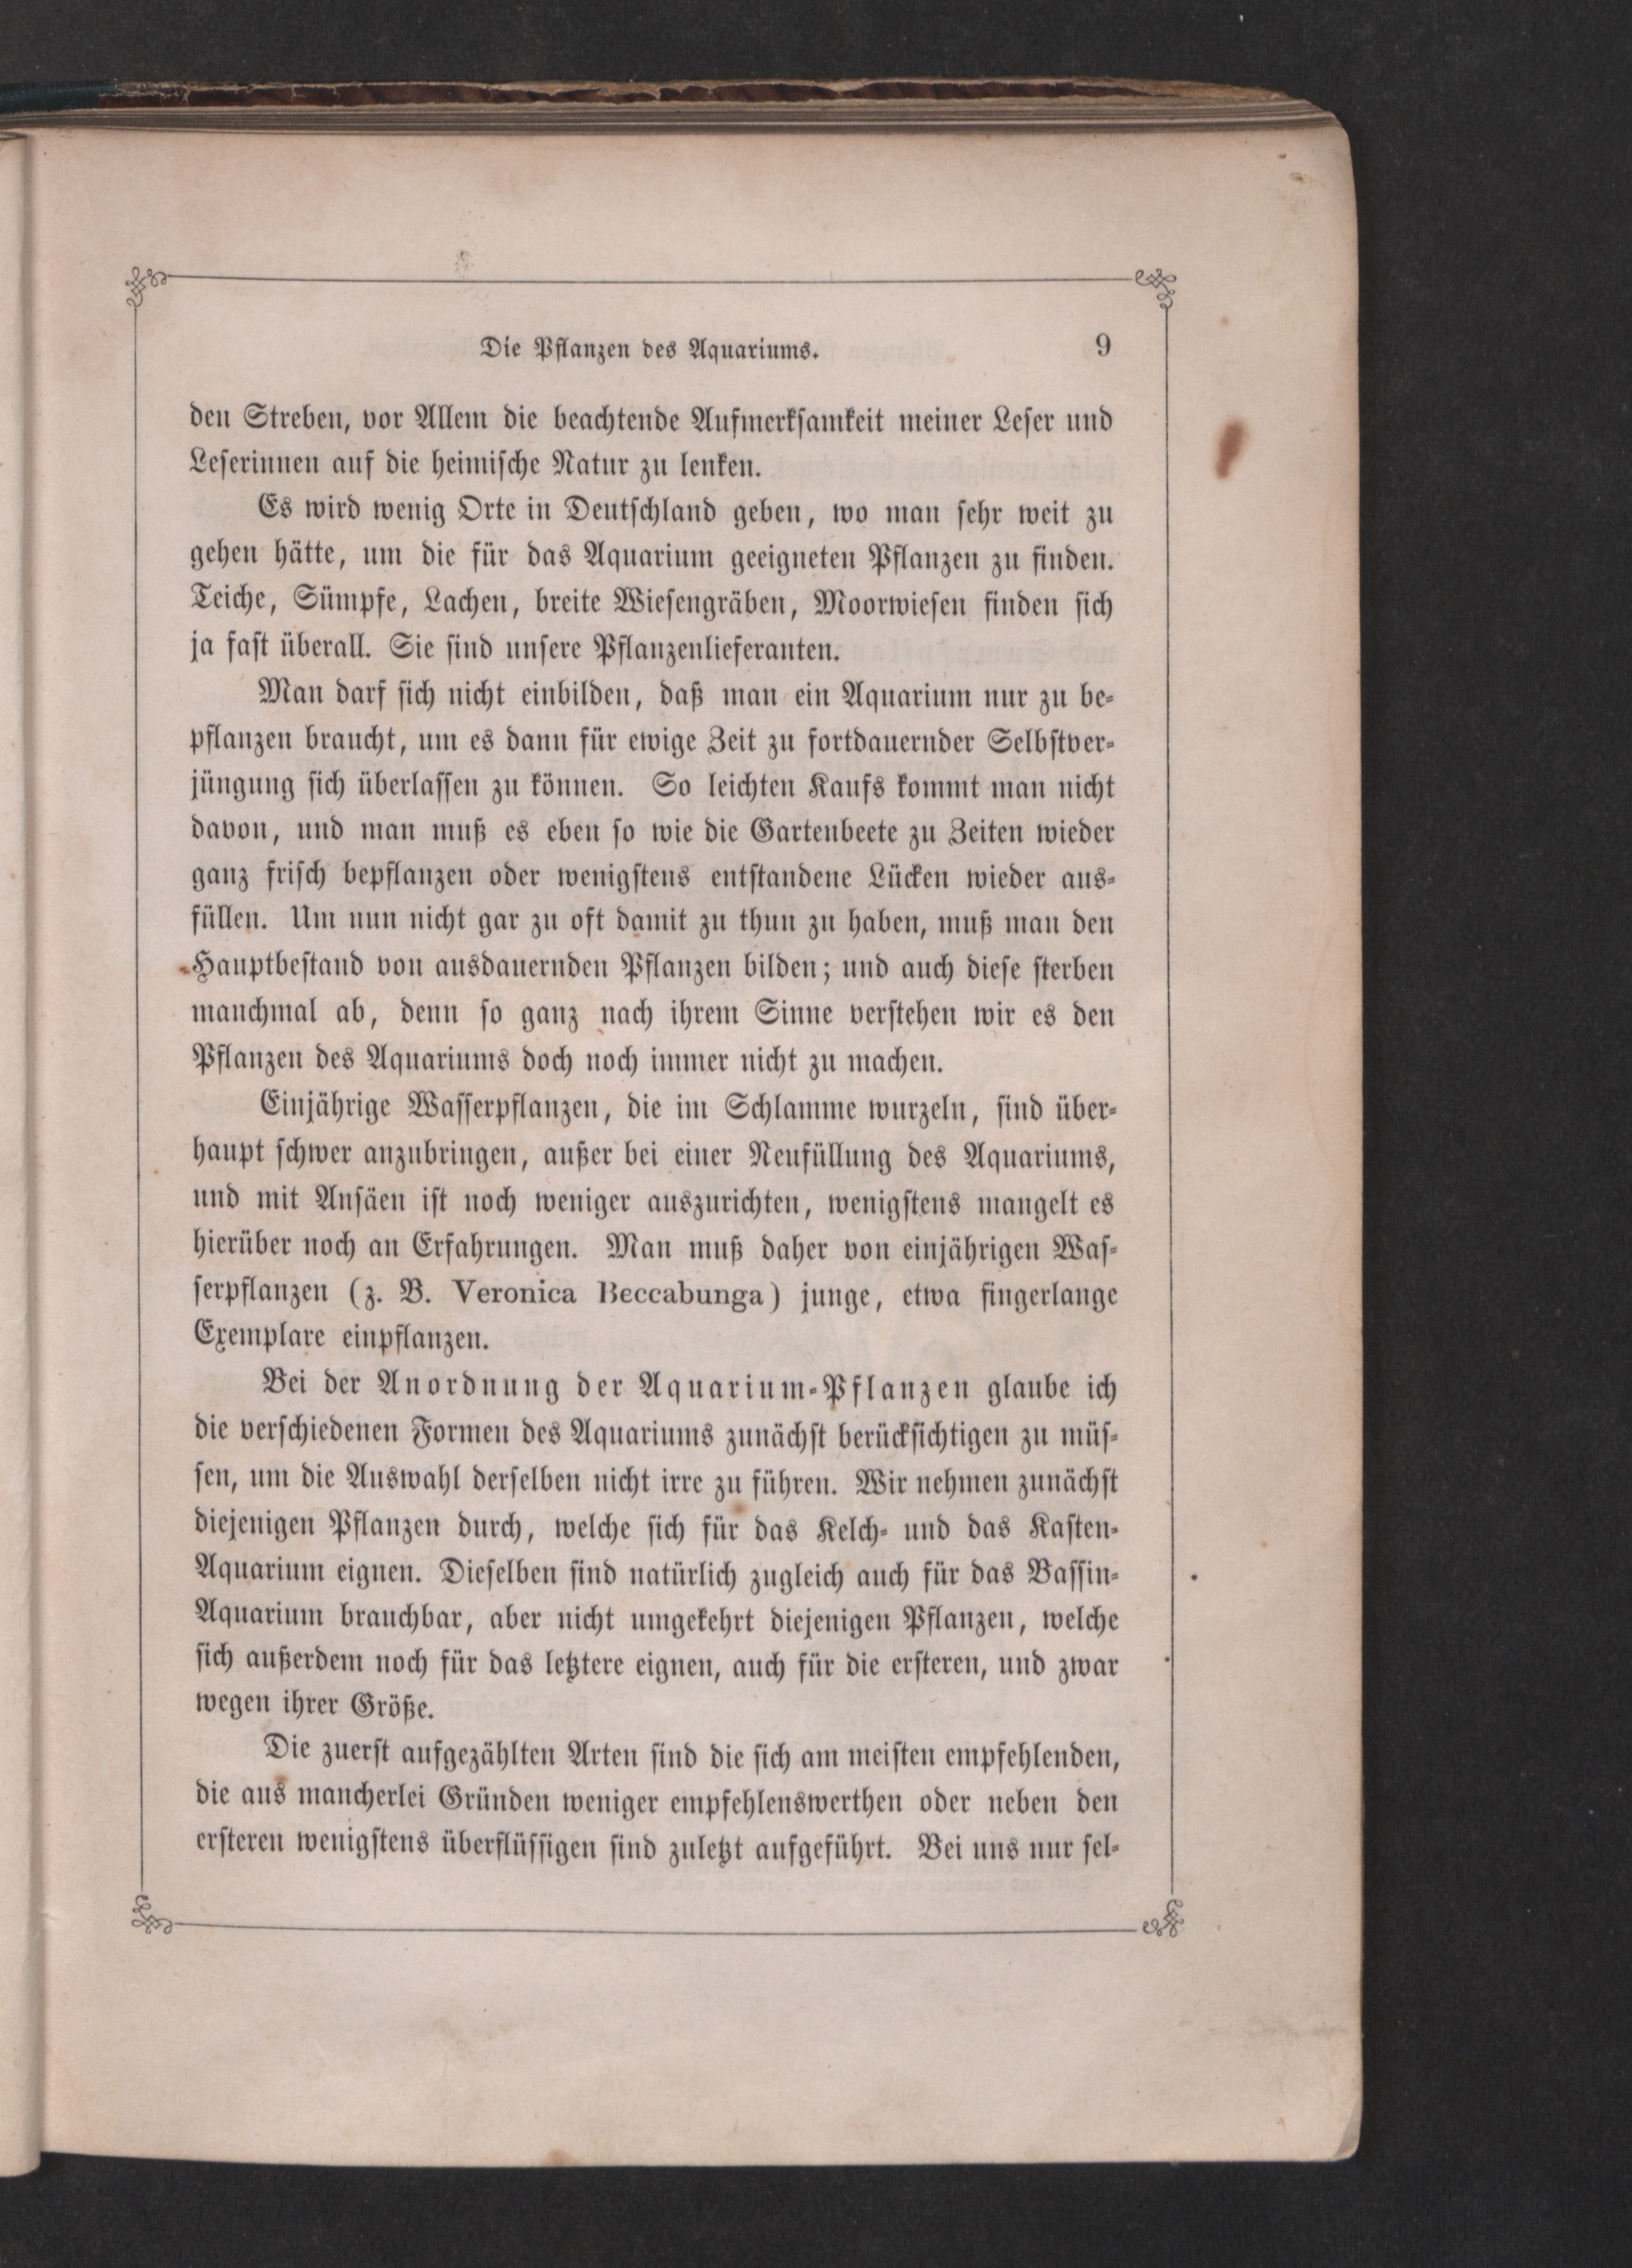 Die Pflanzen des Aquariums. 9
den Streben, vor Allem die beachtende Aufmerksamkeit meiner Leser und
Leserinnen auf die heimische Natur zu lenken.
Es wird wenig Orte in Deutschland geben, wo man sehr weit zu
gehen hätte, um die für das Aquarium geeigneten Pflanzen zu finden.
Teiche, Sümpfe, Lachen, breite Wiesengräben, Moorwiesen finden sich
ja fast überall. Sie sind unsere Pflanzenlieferanten.
Man darf sich nicht einbilden, daß man ein Aquarium nur zu be-
pflanzen braucht, um es dann für ewige Zeit zu fortdauernder Selbstver-
jüngung sich überlassen zu können. So leichten Kaufs kommt man nicht
davon, und man muß es eben so wie die Gartenbeete zu Zeiten wieder
ganz frisch bepflanzen oder wenigstens entstandene Lücken wieder aus-
füllen. Um nun nicht gar zu oft damit zu thun zu haben, muß man den
Hauptbestand von ausdauernden Pflanzen bilden; und auch diese sterben
manchmal ab, denn so ganz nach ihrem Sinne verstehen wir es den
Pflanzen des Aquariums doch noch immer nicht zu machen.
Einjährige Wasserpflanzen, die im Schlamme wurzeln, sind über-
haupt schwer anzubringen, außer bei einer Neufüllung des Aquariums,
und mit Ansäen ist noch weniger auszurichten, wenigstens mangelt es
hierüber noch an Erfahrungen. Man muß daher von einjährigen Was-
serpflanzen (z. B. Veronica Beccabunga) junge, etwa fingerlange
Exemplare einpflanzen.
Bei der Anordnung der Aquarium-Pflanzen glaube ich
die verschiedenen Formen des Aquariums zunächst berücksichtigen zu müs-
sen, um die Auswahl derselben nicht irre zu führen. Wir nehmen zunächst
diejenigen Pflanzen durch, welche sich für das Kelch- und das Kasten-
Aquarium eignen. Dieselben sind natürlich zugleich auch für das Bassin-
Aquarium brauchbar, aber nicht umgekehrt diejenigen Pflanzen, welche
sich außerdem noch für das letztere eignen, auch für die ersteren, und zwar
wegen ihrer Größe.
Die zuerst aufgezählten Arten sind die sich am meisten empfehlenden,
die aus mancherlei Gründen weniger empfehlenswerthen oder neben den
ersteren wenigstens überflüssigen sind zuletzt aufgeführt. Bei uns nur sel-